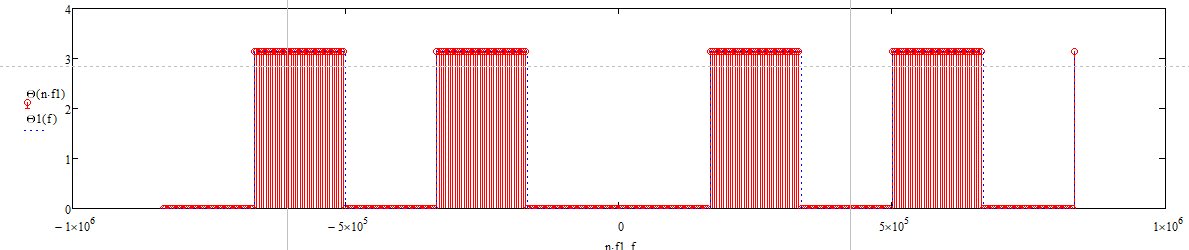 4
3
Θ(n·f1)
2
Θ1(f)
1
0
−1×10⁶ −5×10⁵ 0 5×10⁵ 1×10⁶
n·f1, f